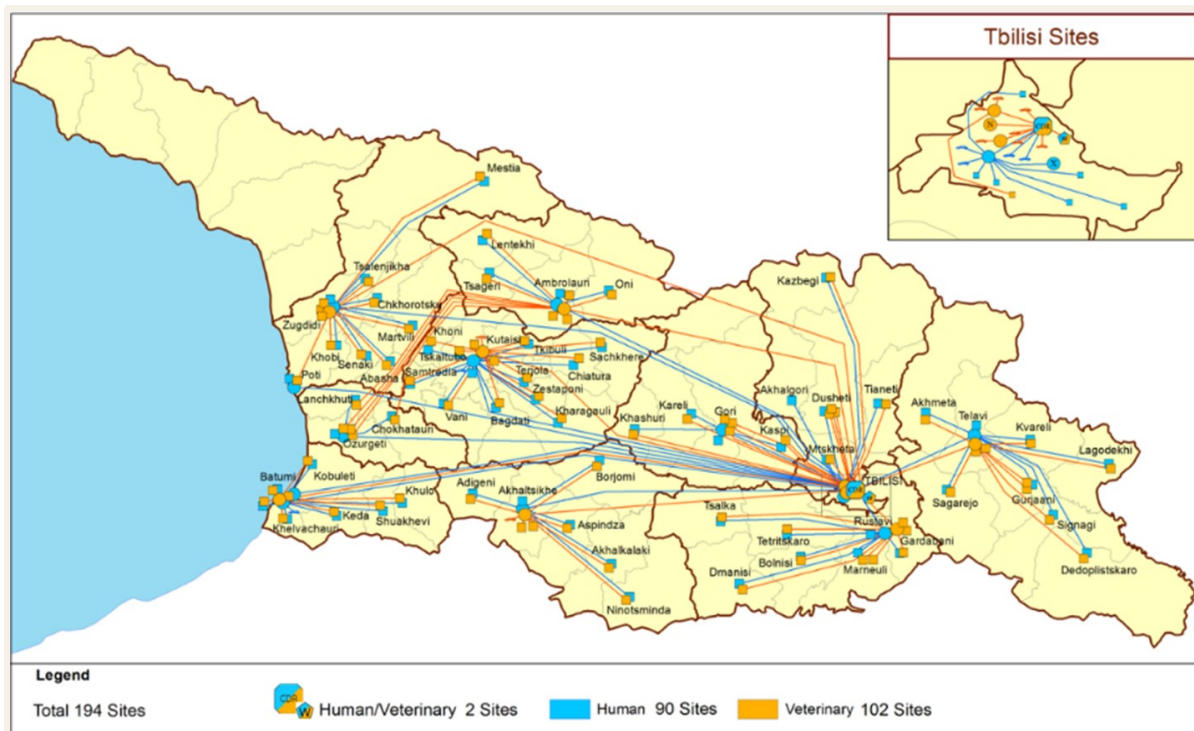 Tbilisi Sites
CDR
N
X
Mestia
Lentekhi
Tsalenjikha
Tsageri
Ambrolauri
Oni
Kazbegi
Chkhorotsku
Zugdidi
Martvili
Khoni
Kutaisi
Khobi
Senaki
Tskaltubo
Tkibuli
Sachkhere
Poti
Abasha
Samtredia
Terjola
Chiatura
Zestaponi
Lanchkhuti
Vani
Bagdati
Kharagauli
Chokhatauri
Ozurgeti
Khashuri
Kareli
Gori
Kaspi
Akhalgori
Dusheti
Tianeti
Mtskheta
Akhmeta
Telavi
Kvareli
Lagodekhi
Batumi
Kobuleti
Khulo
Keda
Shuakhevi
Khelvachauri
Adigeni
Akhaltsikhe
Borjomi
Aspindza
Akhalkalaki
Ninotsminda
CDR
TBILISI
Tsalka
Rustavi
Tetritskaro
Gardabani
Bolnisi
Marneuli
Dmanisi
Sagarejo
Gurjaani
Signagi
Dedoplistskaro
Legend
Total 194 Sites
CDR
W
Human/Veterinary 2 Sites
Human 90 Sites
Veterinary 102 Sites